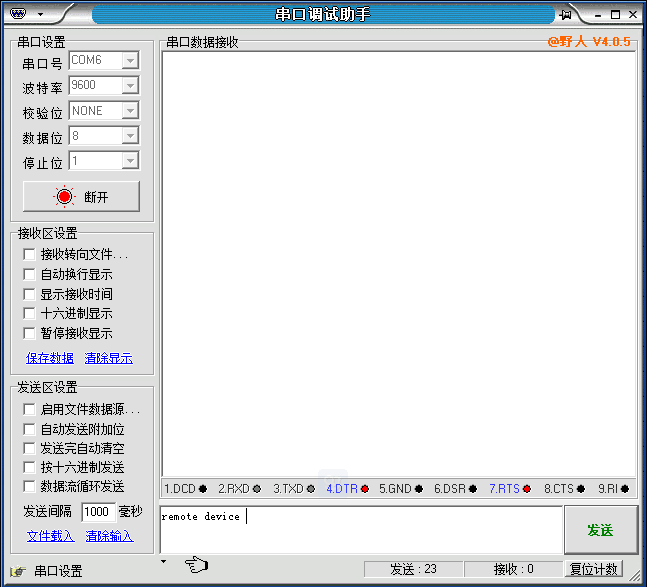 串口调试助手
串口设置
串口号 COM6
波特率 9600
校验位 NONE
数据位 8
停止位 1
断开
接收区设置
接收转向文件...
自动换行显示
显示接收时间
十六进制显示
暂停接收显示
保存数据 清除显示
发送区设置
启用文件数据源...
自动发送附加位
发送完自动清空
按十六进制发送
数据流循环发送
发送间隔 1000 毫秒
文件载入 清除输入
串口数据接收 @野人 V4.0.5
1.DCD 2.RXD 3.TXD 4.DTR 5.GND 6.DSR 7.RTS 8.CTS 9.RI
remote device
发送
串口设置 发送 : 23 接收 : 0 复位计数